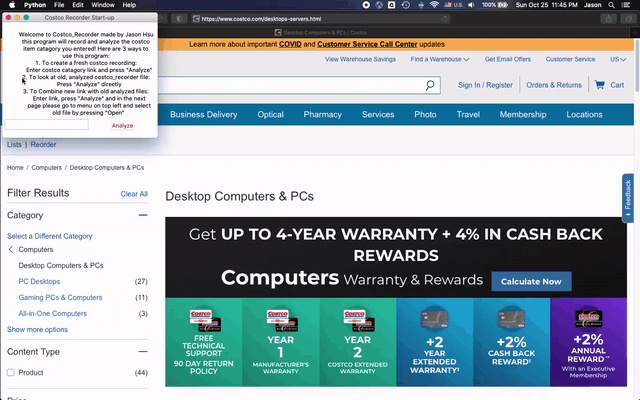 Python File Edit Window Help
U.S. 100% Sun Oct 25 11:45 PM Jason
Costco Recorder Start-up
Welcome to Costco_Recorder made by Jason Hsu
this program will record and analyze the costco
item catagory you entered! Here are 3 ways to
use this program:
1. To create a fresh costco recording:
Enter costco catagory link and press "Analyze"
2. To look at old, analyzed costco_recorder file:
Press "Analyze" directly
3. To Combine new link with old analyzed files:
Enter link, press "Analyze" and in the next
page please go to menu on top left and select
old file by pressing "Open"
Analyze
https://www.costco.com/desktops-servers.html
Desktop Computers & PCs | Costco
Learn more about important COVID and Customer Service Call Center updates
View Warehouse Savings
Find a Warehouse
Get Email Offers
Customer Service
US
Sign In / Register
Orders & Returns
Cart
Business Delivery
Optical
Pharmacy
Services
Photo
Travel
Membership
Locations
Lists | Reorder
Home / Computers / Desktop Computers & PCs
Filter Results
Clear All
Category
Select a Different Category
Computers
Desktop Computers & PCs
PC Desktops (27)
Gaming PCs & Computers (11)
All-in-One Computers (3)
Show more options
Content Type
Product (44)
Desktop Computers & PCs
Get UP TO 4-YEAR WARRANTY + 4% IN CASH BACK
REWARDS
Computers Warranty & Rewards
Calculate Now
COSTCO
FREE
TECHNICAL
SUPPORT
90 DAY RETURN
POLICY
COSTCO
YEAR
1
MANUFACTURER'S
WARRANTY
COSTCO
YEAR
2
COSTCO EXTENDED
WARRANTY
+2
YEAR
EXTENDED
WARRANTY‡
+2%
CASH BACK
REWARD†
+2%
ANNUAL
REWARD**
With an Executive
Membership
Feedback